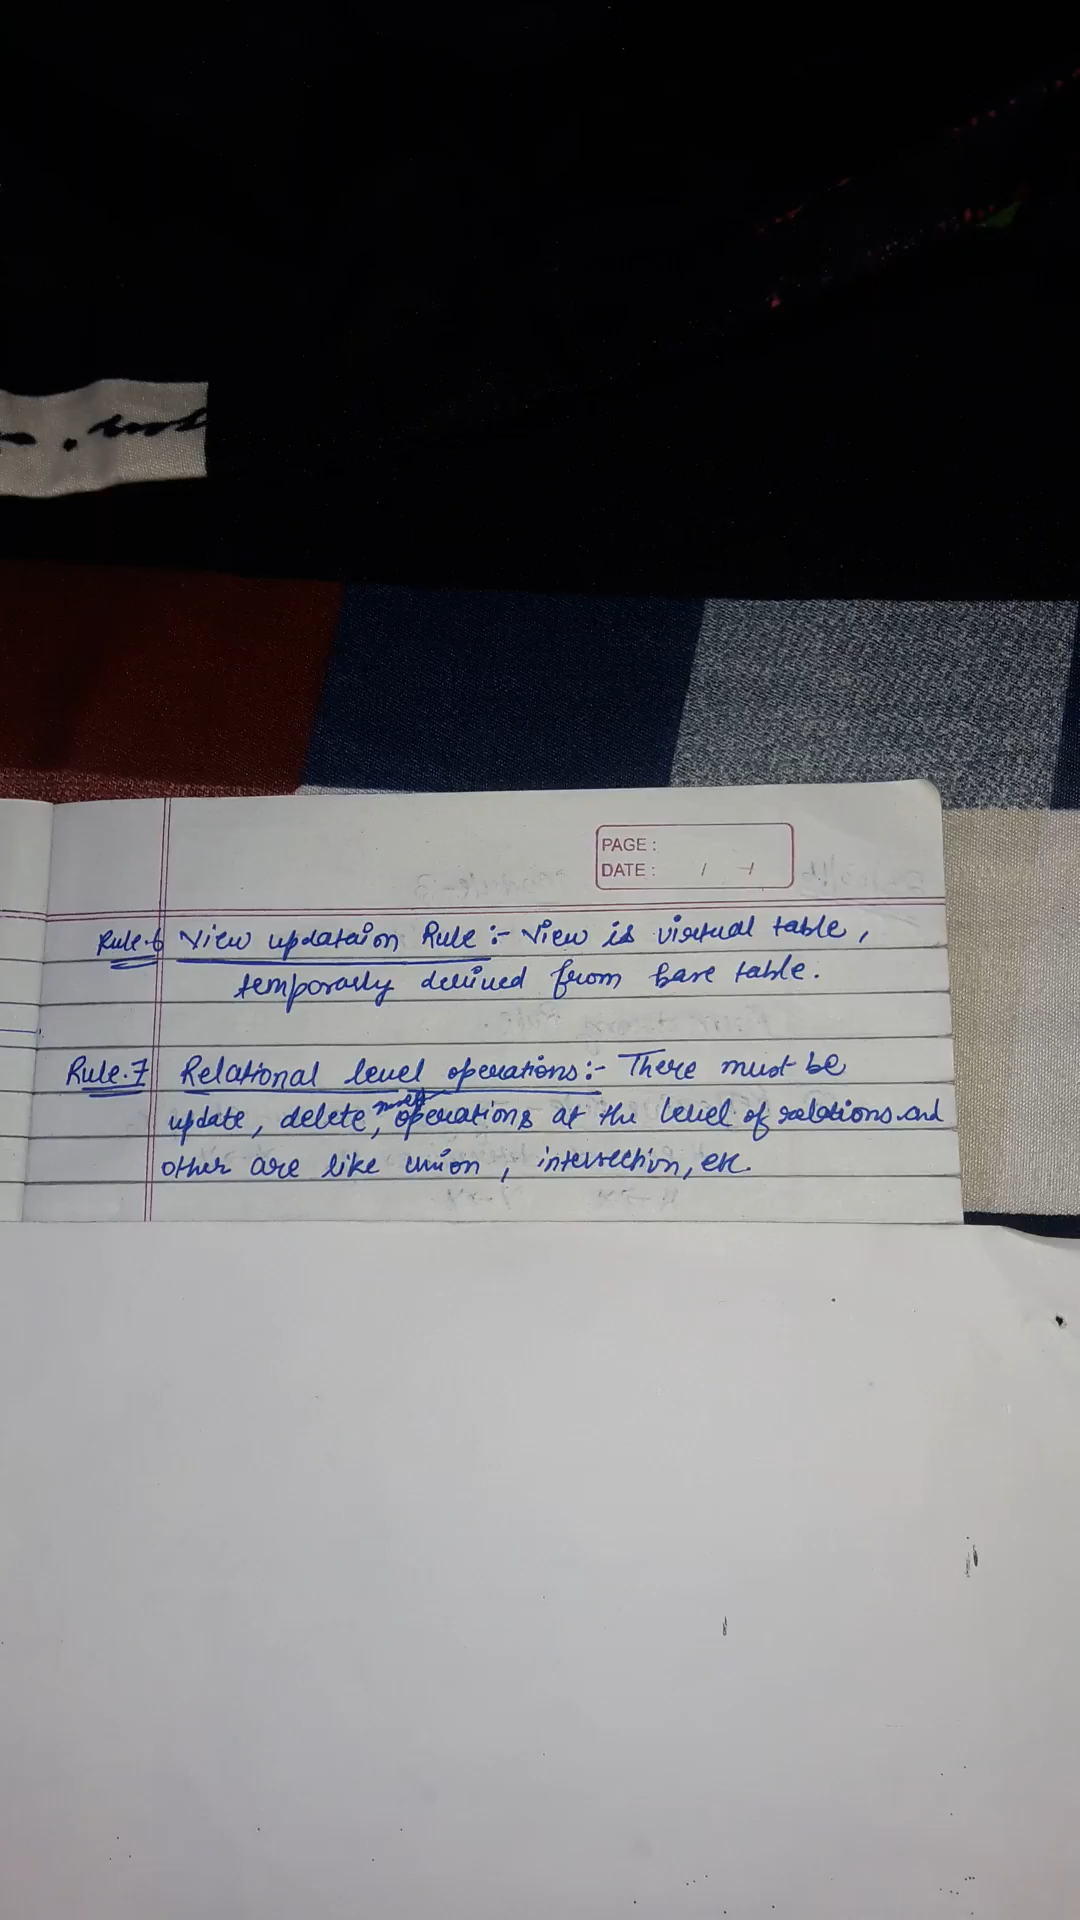 PAGE :
DATE : / /
Rule.6 View updataion Rule :- View is virtual table ,
temporarly derived from base table.
Rule.7 Relational level operations :- There must be
update, delete, operations at the level of relations and
other are like union , intersection, etc.